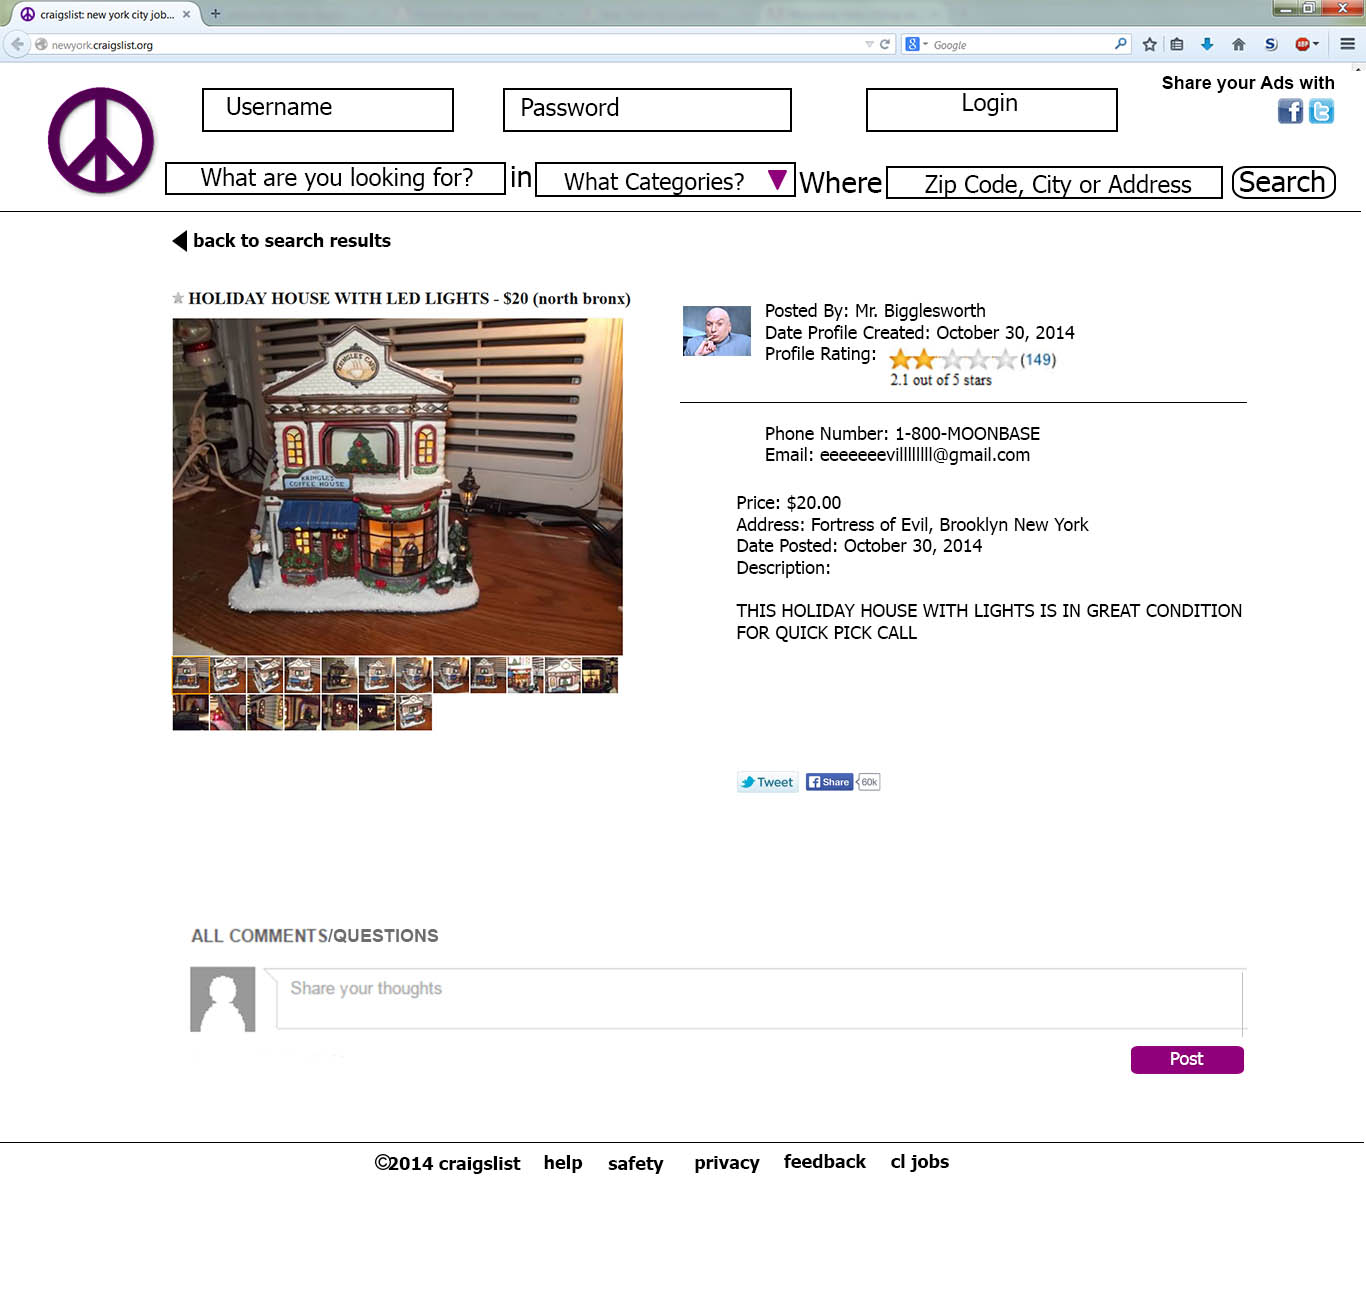 craigslist: new york city job...
newyork.craigslist.org
Google
Share your Ads with
Username
Password
Login
What are you looking for?
in
What Categories?
Where
Zip Code, City or Address
Search
back to search results
HOLIDAY HOUSE WITH LED LIGHTS - $20 (north bronx)
KRINGLES CAFE
KRINGLES
COFFEE HOUSE
Posted By: Mr. Bigglesworth
Date Profile Created: October 30, 2014
Profile Rating:
(149)
2.1 out of 5 stars
Phone Number: 1-800-MOONBASE
Email: eeeeeeevillllllll@gmail.com
Price: $20.00
Address: Fortress of Evil, Brooklyn New York
Date Posted: October 30, 2014
Description:
THIS HOLIDAY HOUSE WITH LIGHTS IS IN GREAT CONDITION
FOR QUICK PICK CALL
Tweet
Share
60k
ALL COMMENTS/QUESTIONS
Share your thoughts
Post
©2014 craigslist
help
safety
privacy
feedback
cl jobs